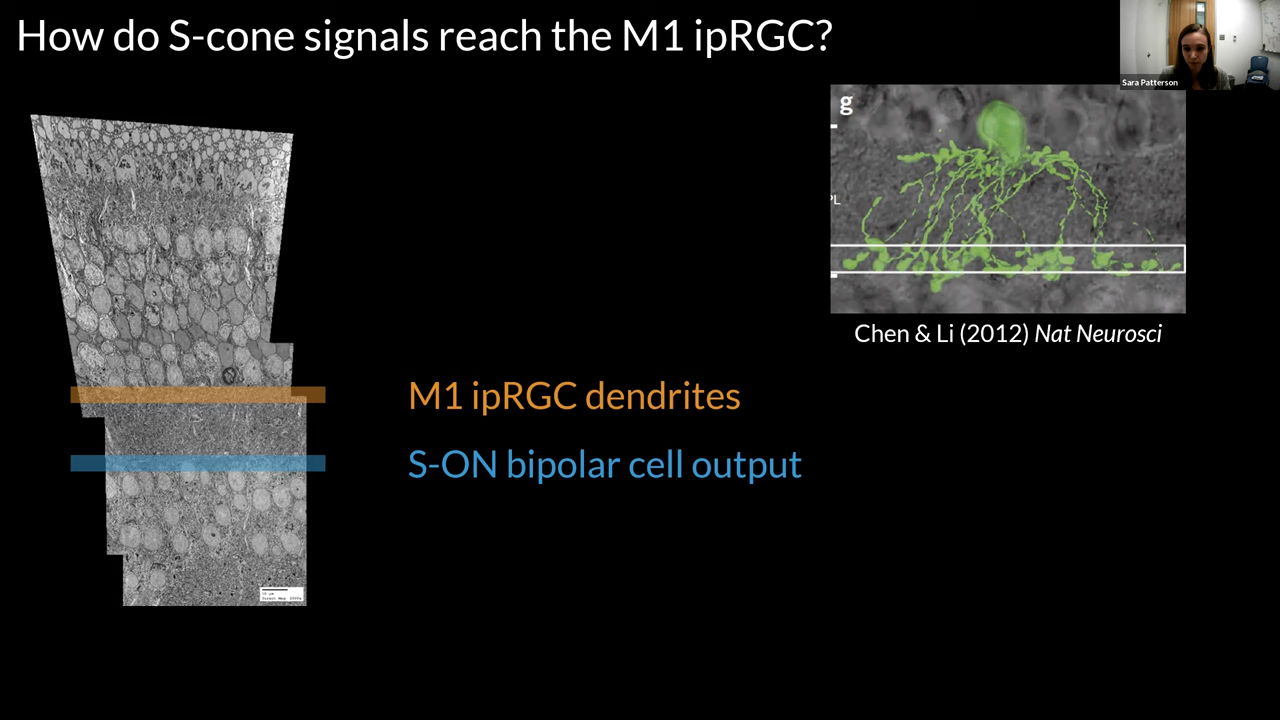 How do S-cone signals reach the M1 ipRGC?
Sara Patterson
g
PL
Chen & Li (2012) Nat Neurosci
M1 ipRGC dendrites
S-ON bipolar cell output